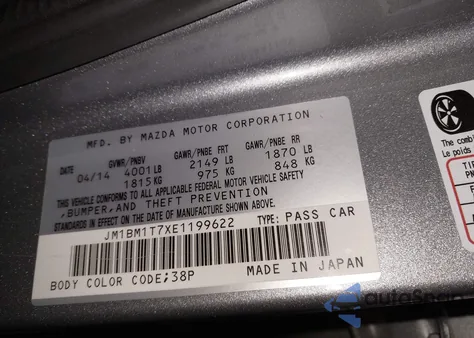 MFD. BY MAZDA MOTOR CORPORATION
DATE GVWR/PNBV GAWR/PNBE FRT GAWR/PNBE RR
04/14 4001 LB 2149 LB 1870 LB
1815 KG 975 KG 848 KG
THIS VEHICLE CONFORMS TO ALL APPLICABLE FEDERAL MOTOR VEHICLE SAFETY
,BUMPER,AND THEFT PREVENTION
STANDARDS IN EFFECT ON THE DATE OF MANUFACTURE SHOWN ABOVE.
JM1BM1T7XE1199622 TYPE: PASS CAR
BODY COLOR CODE;38P MADE IN JAPAN
The comb
Le poids